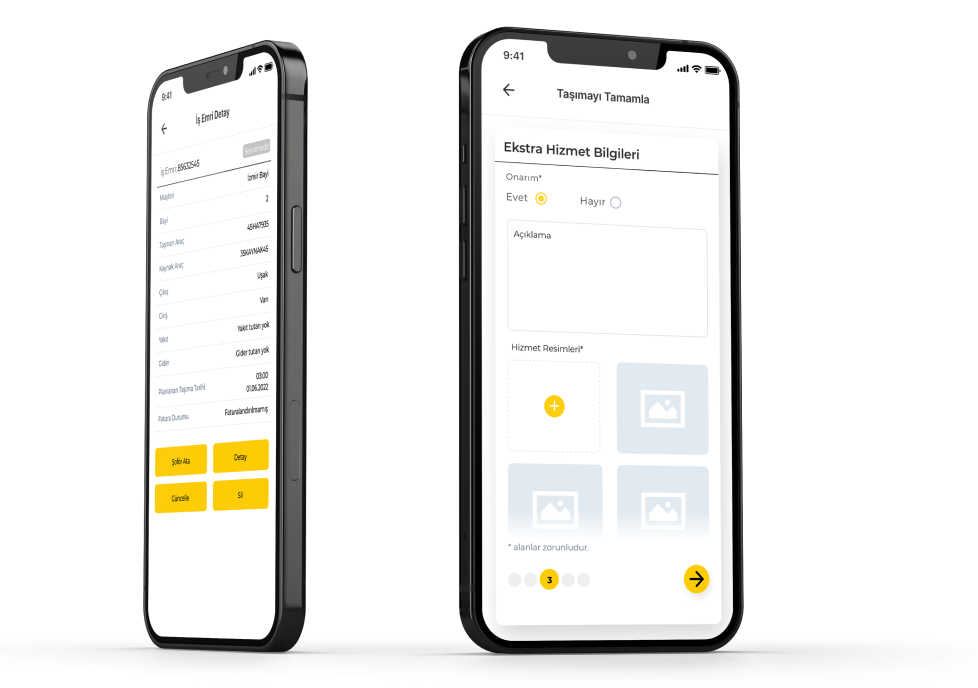 9:41
İş Emri Detay
İş Emri: 85632545
Beklemede
Müşteri
İzmir Bayi
Bayi
2
Taşınan Araç
45HAT935
Kaynak Araç
35KAYNAK45
Çıkış
Uşak
Giriş
Van
Yakıt
Yakıt tutarı yok
Gider
Gider tutarı yok
Planlanan Taşıma Tarihi
03:00
01.06.2022
Fatura Durumu
Faturalandırılmamış
Şoför Ata
Detay
Güncelle
Sil
9:41
Taşımayı Tamamla
Ekstra Hizmet Bilgileri
Onarım*
Evet
Hayır
Açıklama
Hizmet Resimleri*
* alanlar zorunludur.
3